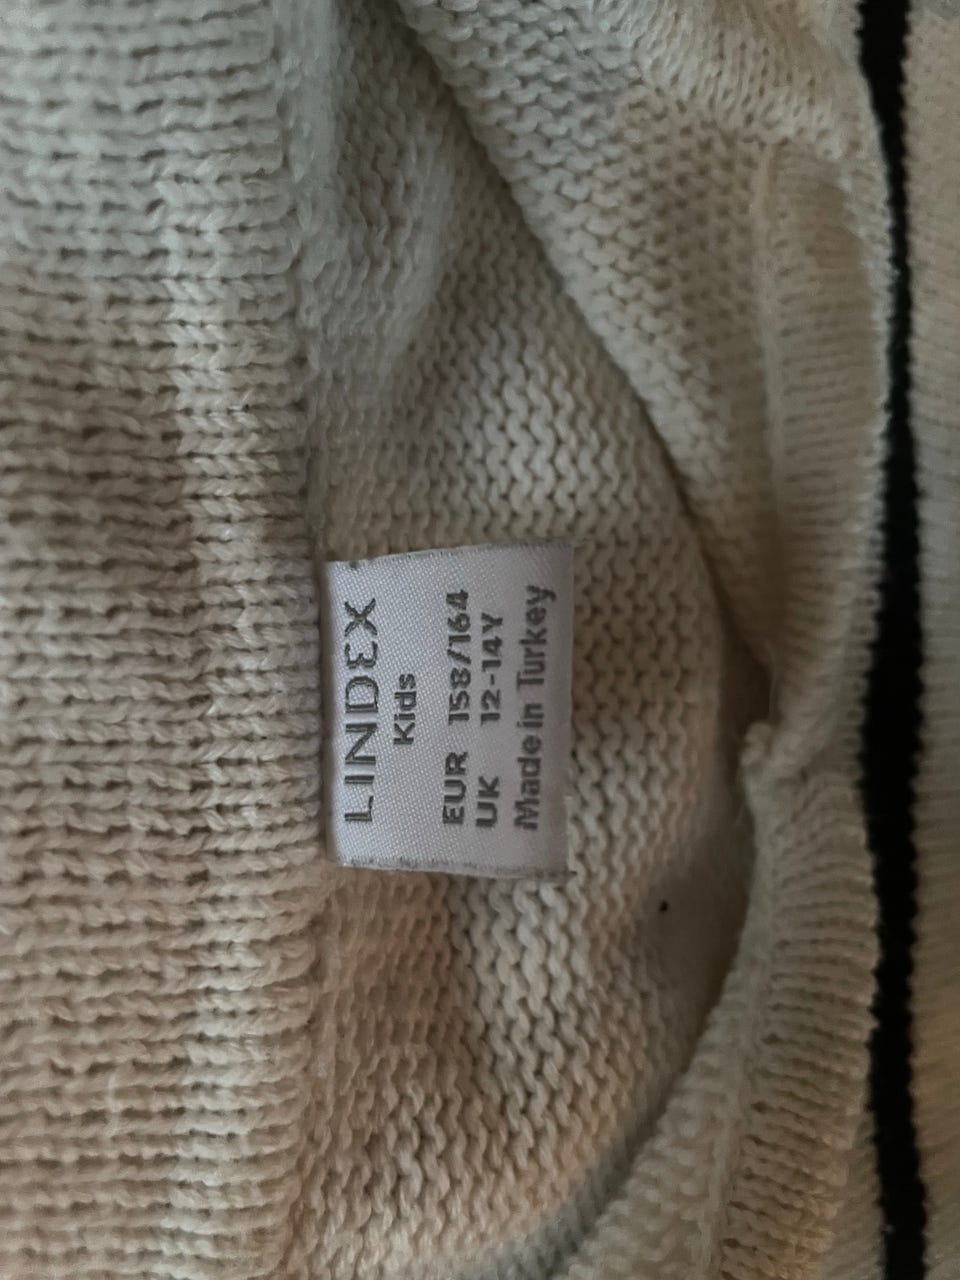 LINDEX
Kids
EUR 158/164
UK 12-14Y
Made in Turkey